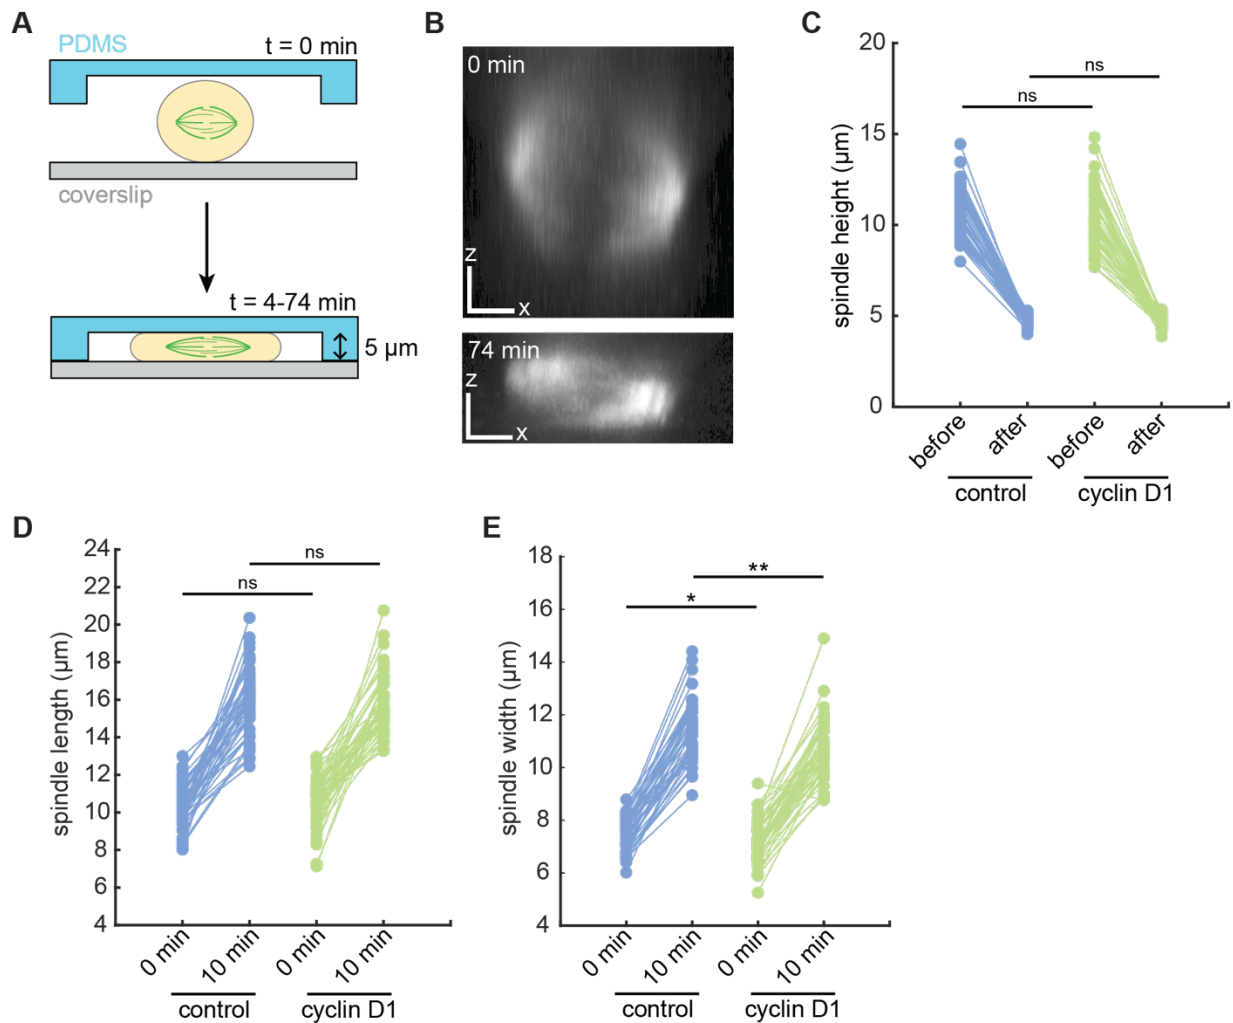 A
PDMS
t = 0 min
coverslip
t = 4-74 min
5 µm
B
0 min
z
x
74 min
z
x
C
20
15
10
5
0
spindle height (µm)
ns
ns
before
after
before
after
control
cyclin D1
D
24
22
20
18
16
14
12
10
8
6
4
spindle length (µm)
ns
ns
0 min
10 min
0 min
10 min
control
cyclin D1
E
18
16
14
12
10
8
6
4
spindle width (µm)
**
*
0 min
10 min
0 min
10 min
control
cyclin D1